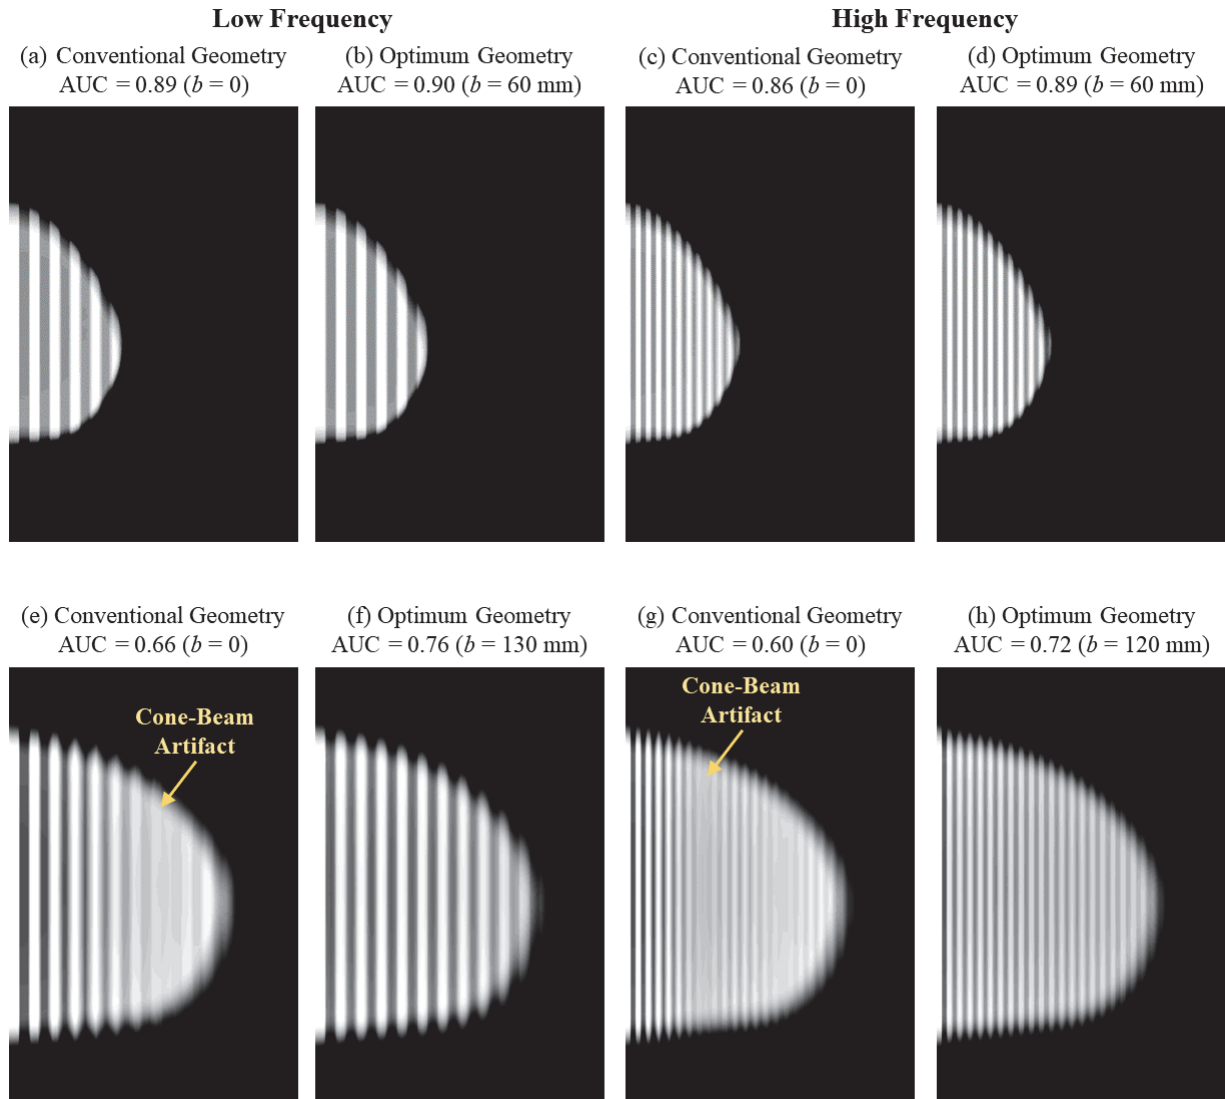 Low Frequency
High Frequency
(a) Conventional Geometry
AUC = 0.89 (b = 0)
(b) Optimum Geometry
AUC = 0.90 (b = 60 mm)
(c) Conventional Geometry
AUC = 0.86 (b = 0)
(d) Optimum Geometry
AUC = 0.89 (b = 60 mm)
(e) Conventional Geometry
AUC = 0.66 (b = 0)
(f) Optimum Geometry
AUC = 0.76 (b = 130 mm)
(g) Conventional Geometry
AUC = 0.60 (b = 0)
(h) Optimum Geometry
AUC = 0.72 (b = 120 mm)
Cone-Beam
Artifact
Cone-Beam
Artifact